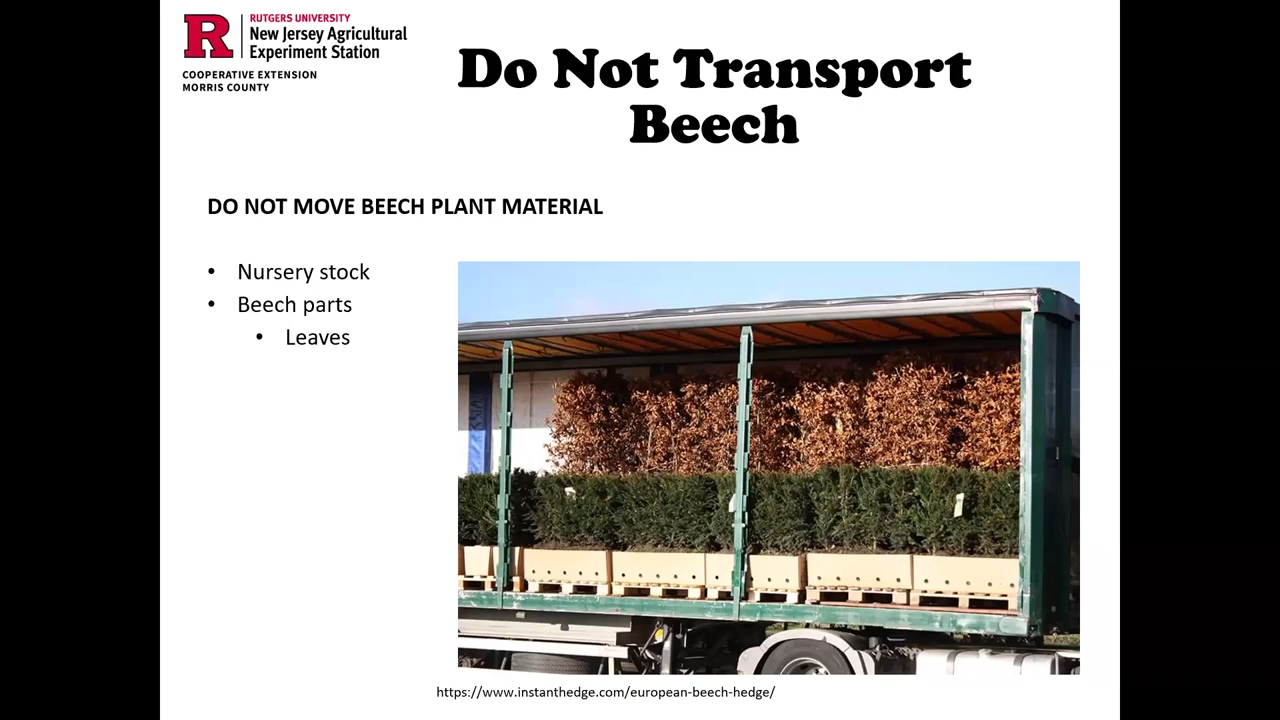 RUTGERS UNIVERSITY
New Jersey Agricultural
Experiment Station
COOPERATIVE EXTENSION
MORRIS COUNTY
Do Not Transport
Beech
DO NOT MOVE BEECH PLANT MATERIAL
• Nursery stock
• Beech parts
• Leaves
https://www.instanthedge.com/european-beech-hedge/